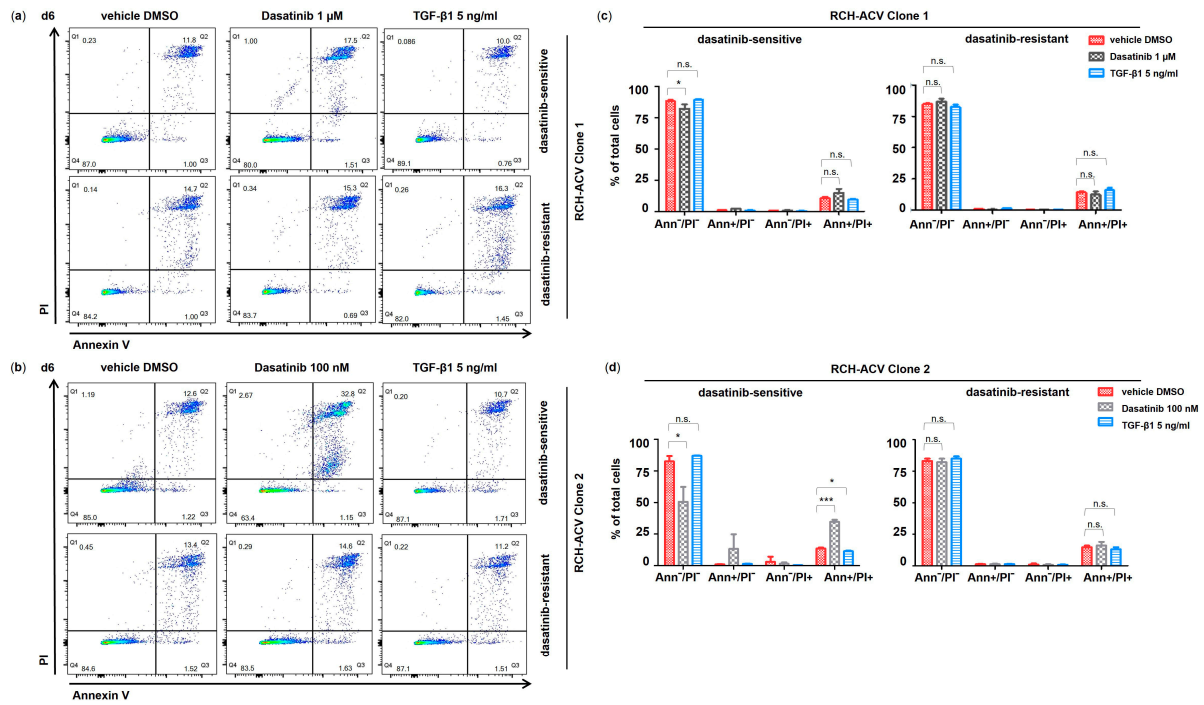 (a) d6 vehicle DMSO Dasatinib 1 µM TGF-β1 5 ng/ml
Q1 0.23 11.8 Q2
Q4 87.0 1.00 Q3
Q1 1.00 17.5 Q2
Q4 80.0 1.51 Q3
Q1 0.086 10.0 Q2
Q4 89.1 0.76 Q3
dasatinib-sensitive
Q1 0.14 14.7 Q2
Q4 84.2 1.00 Q3
Q1 0.34 15.3 Q2
Q4 83.7 0.69 Q3
Q1 0.26 16.3 Q2
Q4 82.0 1.45 Q3
dasatinib-resistant
RCH-ACV Clone 1
PI
Annexin V
(b) d6 vehicle DMSO Dasatinib 100 nM TGF-β1 5 ng/ml
Q1 1.19 12.6 Q2
Q4 85.0 1.22 Q3
Q1 2.67 32.8 Q2
Q4 63.4 1.15 Q3
Q1 0.20 10.7 Q2
Q4 87.1 1.71 Q3
dasatinib-sensitive
Q1 0.45 13.4 Q2
Q4 84.6 1.52 Q3
Q1 0.29 14.6 Q2
Q4 83.5 1.63 Q3
Q1 0.22 11.2 Q2
Q4 87.1 1.51 Q3
dasatinib-resistant
RCH-ACV Clone 2
PI
Annexin V
(c) RCH-ACV Clone 1
dasatinib-sensitive dasatinib-resistant
vehicle DMSO
Dasatinib 1 µM
TGF-β1 5 ng/ml
% of total cells
100
75
50
25
0
n.s.
*
n.s.
n.s.
Ann⁻/PI⁻ Ann+/PI⁻ Ann⁻/PI+ Ann+/PI+
100
75
50
25
0
n.s.
n.s.
n.s.
n.s.
Ann⁻/PI⁻ Ann+/PI⁻ Ann⁻/PI+ Ann+/PI+
(d) RCH-ACV Clone 2
dasatinib-sensitive dasatinib-resistant
vehicle DMSO
Dasatinib 100 nM
TGF-β1 5 ng/ml
% of total cells
100
75
50
25
0
n.s.
*
*
***
Ann⁻/PI⁻ Ann+/PI⁻ Ann⁻/PI+ Ann+/PI+
100
75
50
25
0
n.s.
n.s.
n.s.
n.s.
Ann⁻/PI⁻ Ann+/PI⁻ Ann⁻/PI+ Ann+/PI+